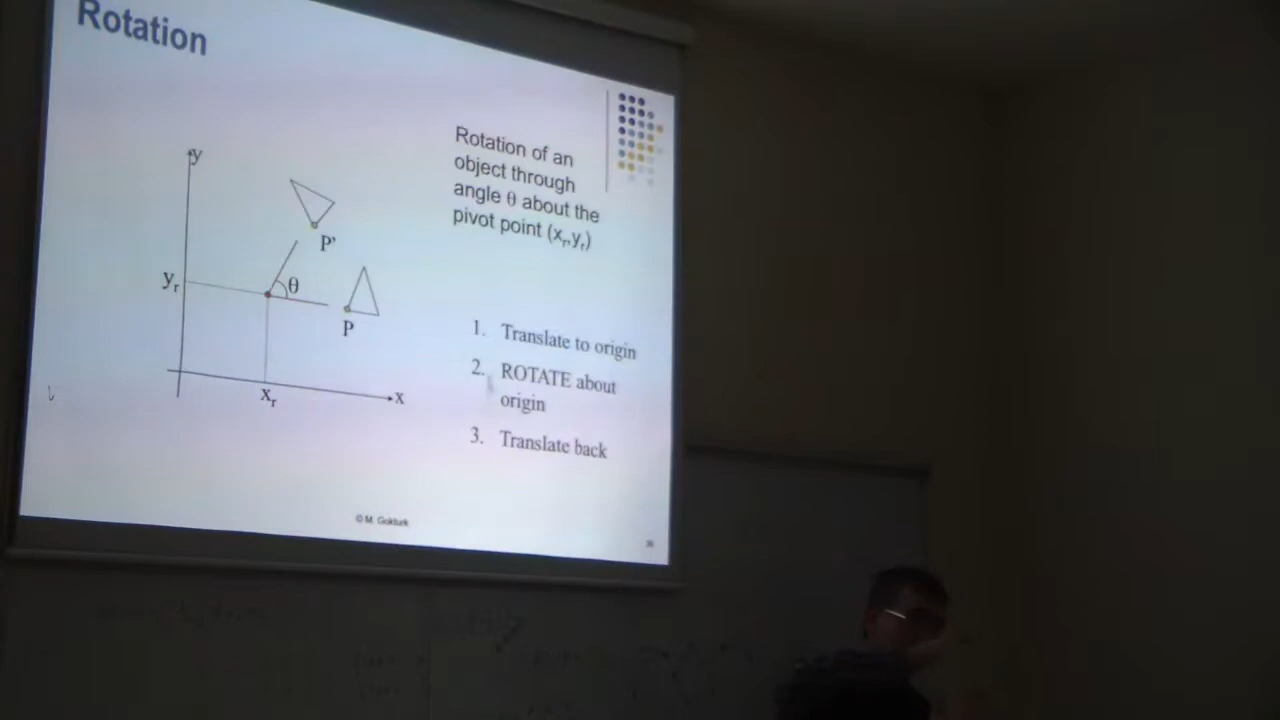 Rotation
y
Rotation of an
object through
angle θ about the
pivot point (xr,yr)
P'
yr
θ
P
1. Translate to origin
2. ROTATE about
origin
3. Translate back
xr
x
© M. Gokturk